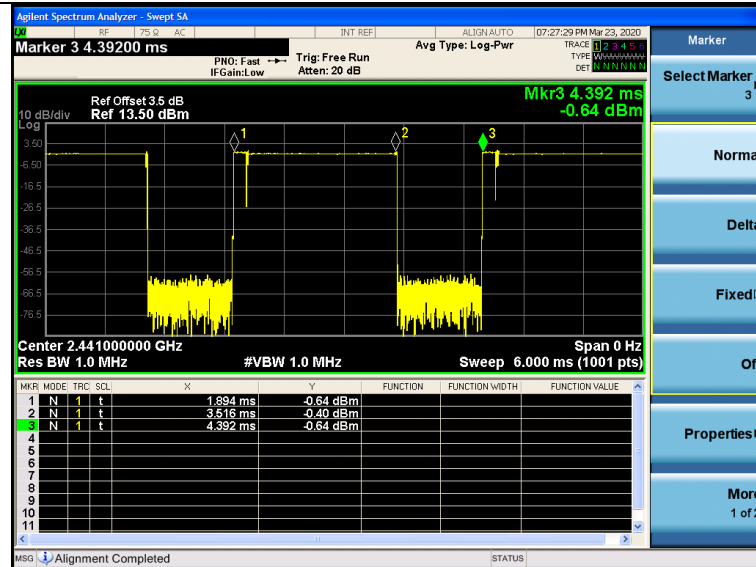 Agilent Spectrum Analyzer - Swept SA
LXI RF 75 Ω AC INT REF ALIGN AUTO 07:27:29 PM Mar 23, 2020
Marker 3 4.39200 ms
PNO: Fast
IFGain:Low
Trig: Free Run
Atten: 20 dB
Avg Type: Log-Pwr
TRACE 1 2 3 4 5 6
TYPE
DET N N N N N N
Marker
Select Marker
3
Norma
Delta
Fixed
Of
Properties
More
1 of 2
Mkr3 4.392 ms
-0.64 dBm
Ref Offset 3.5 dB
10 dB/div Ref 13.50 dBm
Log
1
2
3
3.50
-6.50
-16.5
-26.5
-36.5
-46.5
-56.5
-66.5
-76.5
Center 2.441000000 GHz Span 0 Hz
Res BW 1.0 MHz #VBW 1.0 MHz Sweep 6.000 ms (1001 pts)
MKR MODE TRC SCL X Y FUNCTION FUNCTION WIDTH FUNCTION VALUE
1 N 1 t 1.894 ms -0.64 dBm
2 N 1 t 3.516 ms -0.40 dBm
3 N 1 t 4.392 ms -0.64 dBm
4
5
6
7
8
9
10
11
MSG Alignment Completed STATUS